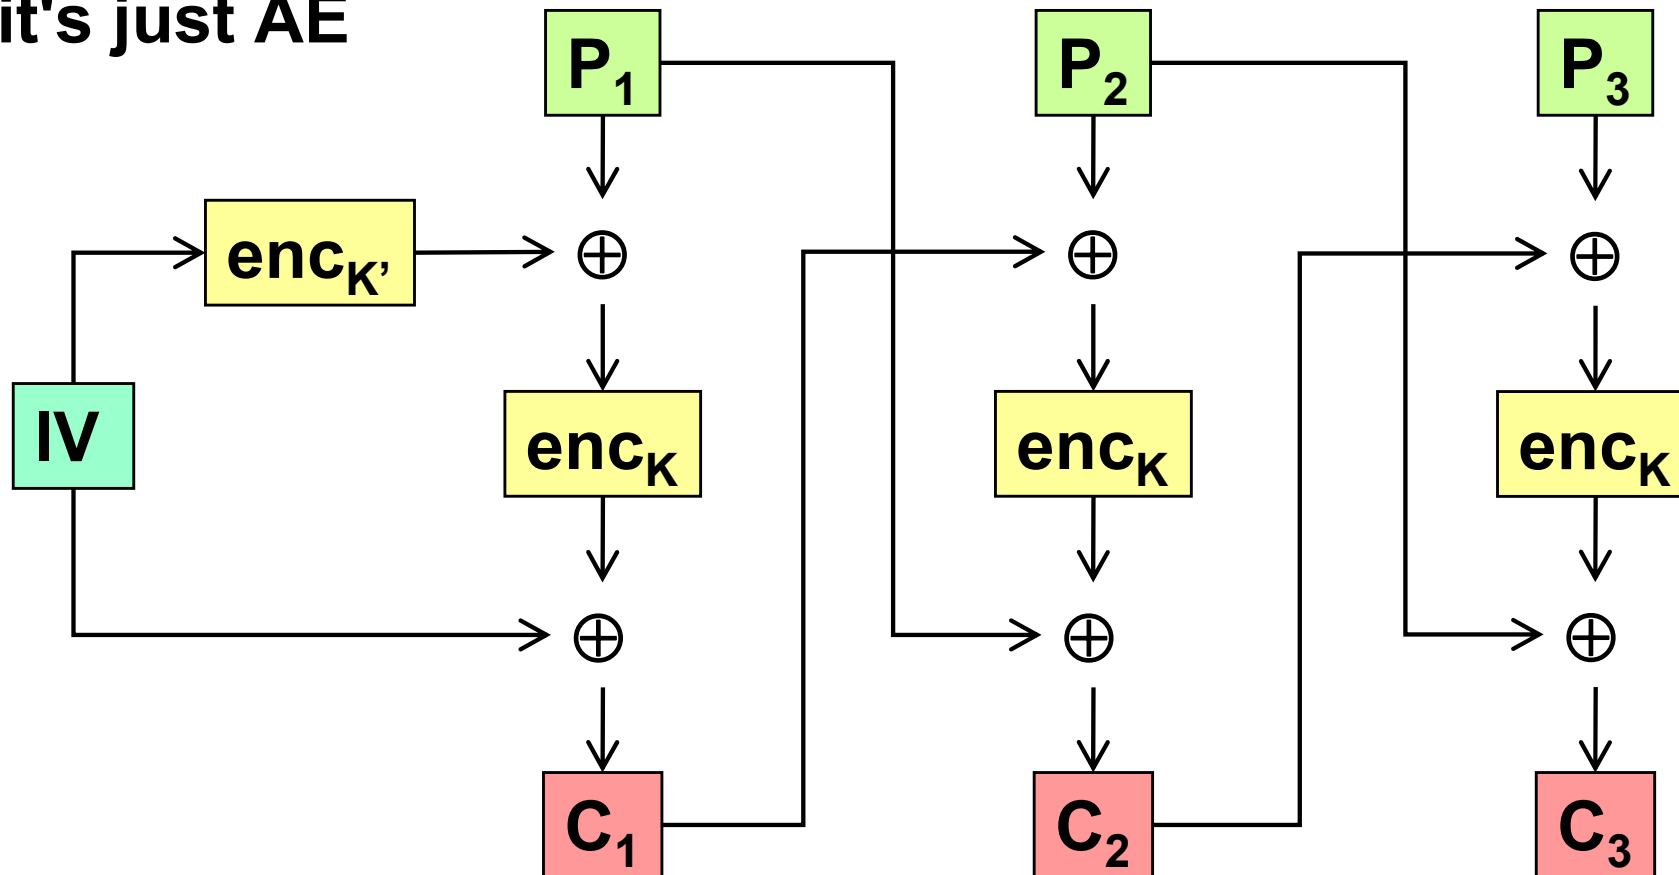 it's just AE
P1 P2 P3
encK’
IV encK encK encK
C1 C2 C3